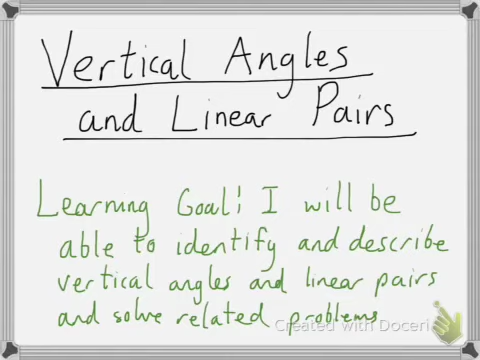 Vertical Angles
and Linear Pairs
Learning Goal: I will be
able to identify and describe
vertical angles and linear pairs
and solve related problems
Created with Doceri